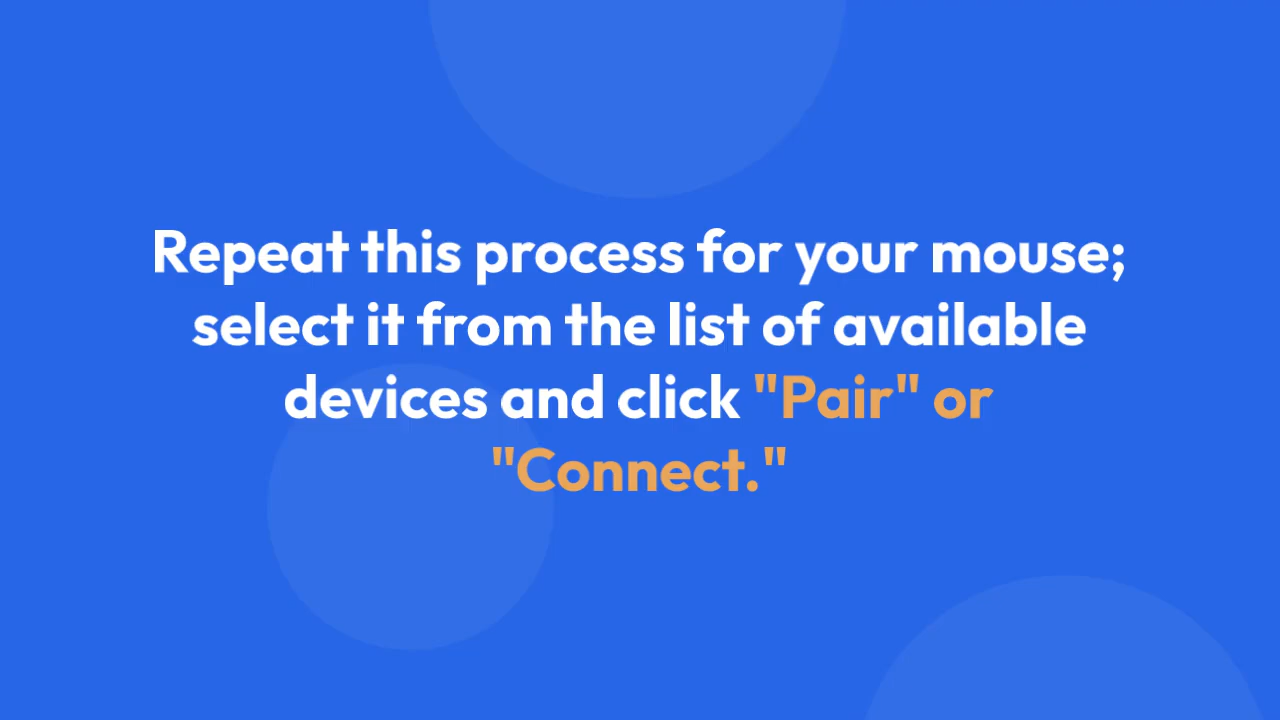 Repeat this process for your mouse;
select it from the list of available
devices and click "Pair" or
"Connect."